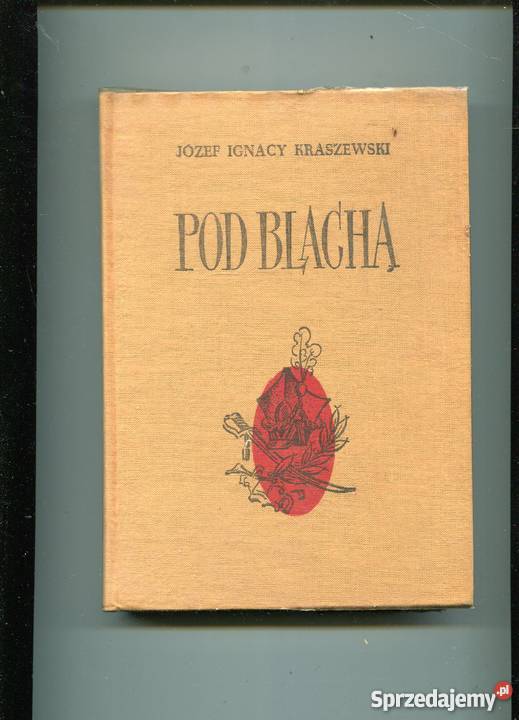 JÓZEF IGNACY KRASZEWSKI
POD BLACHĄ
Sprzedajemy.pl